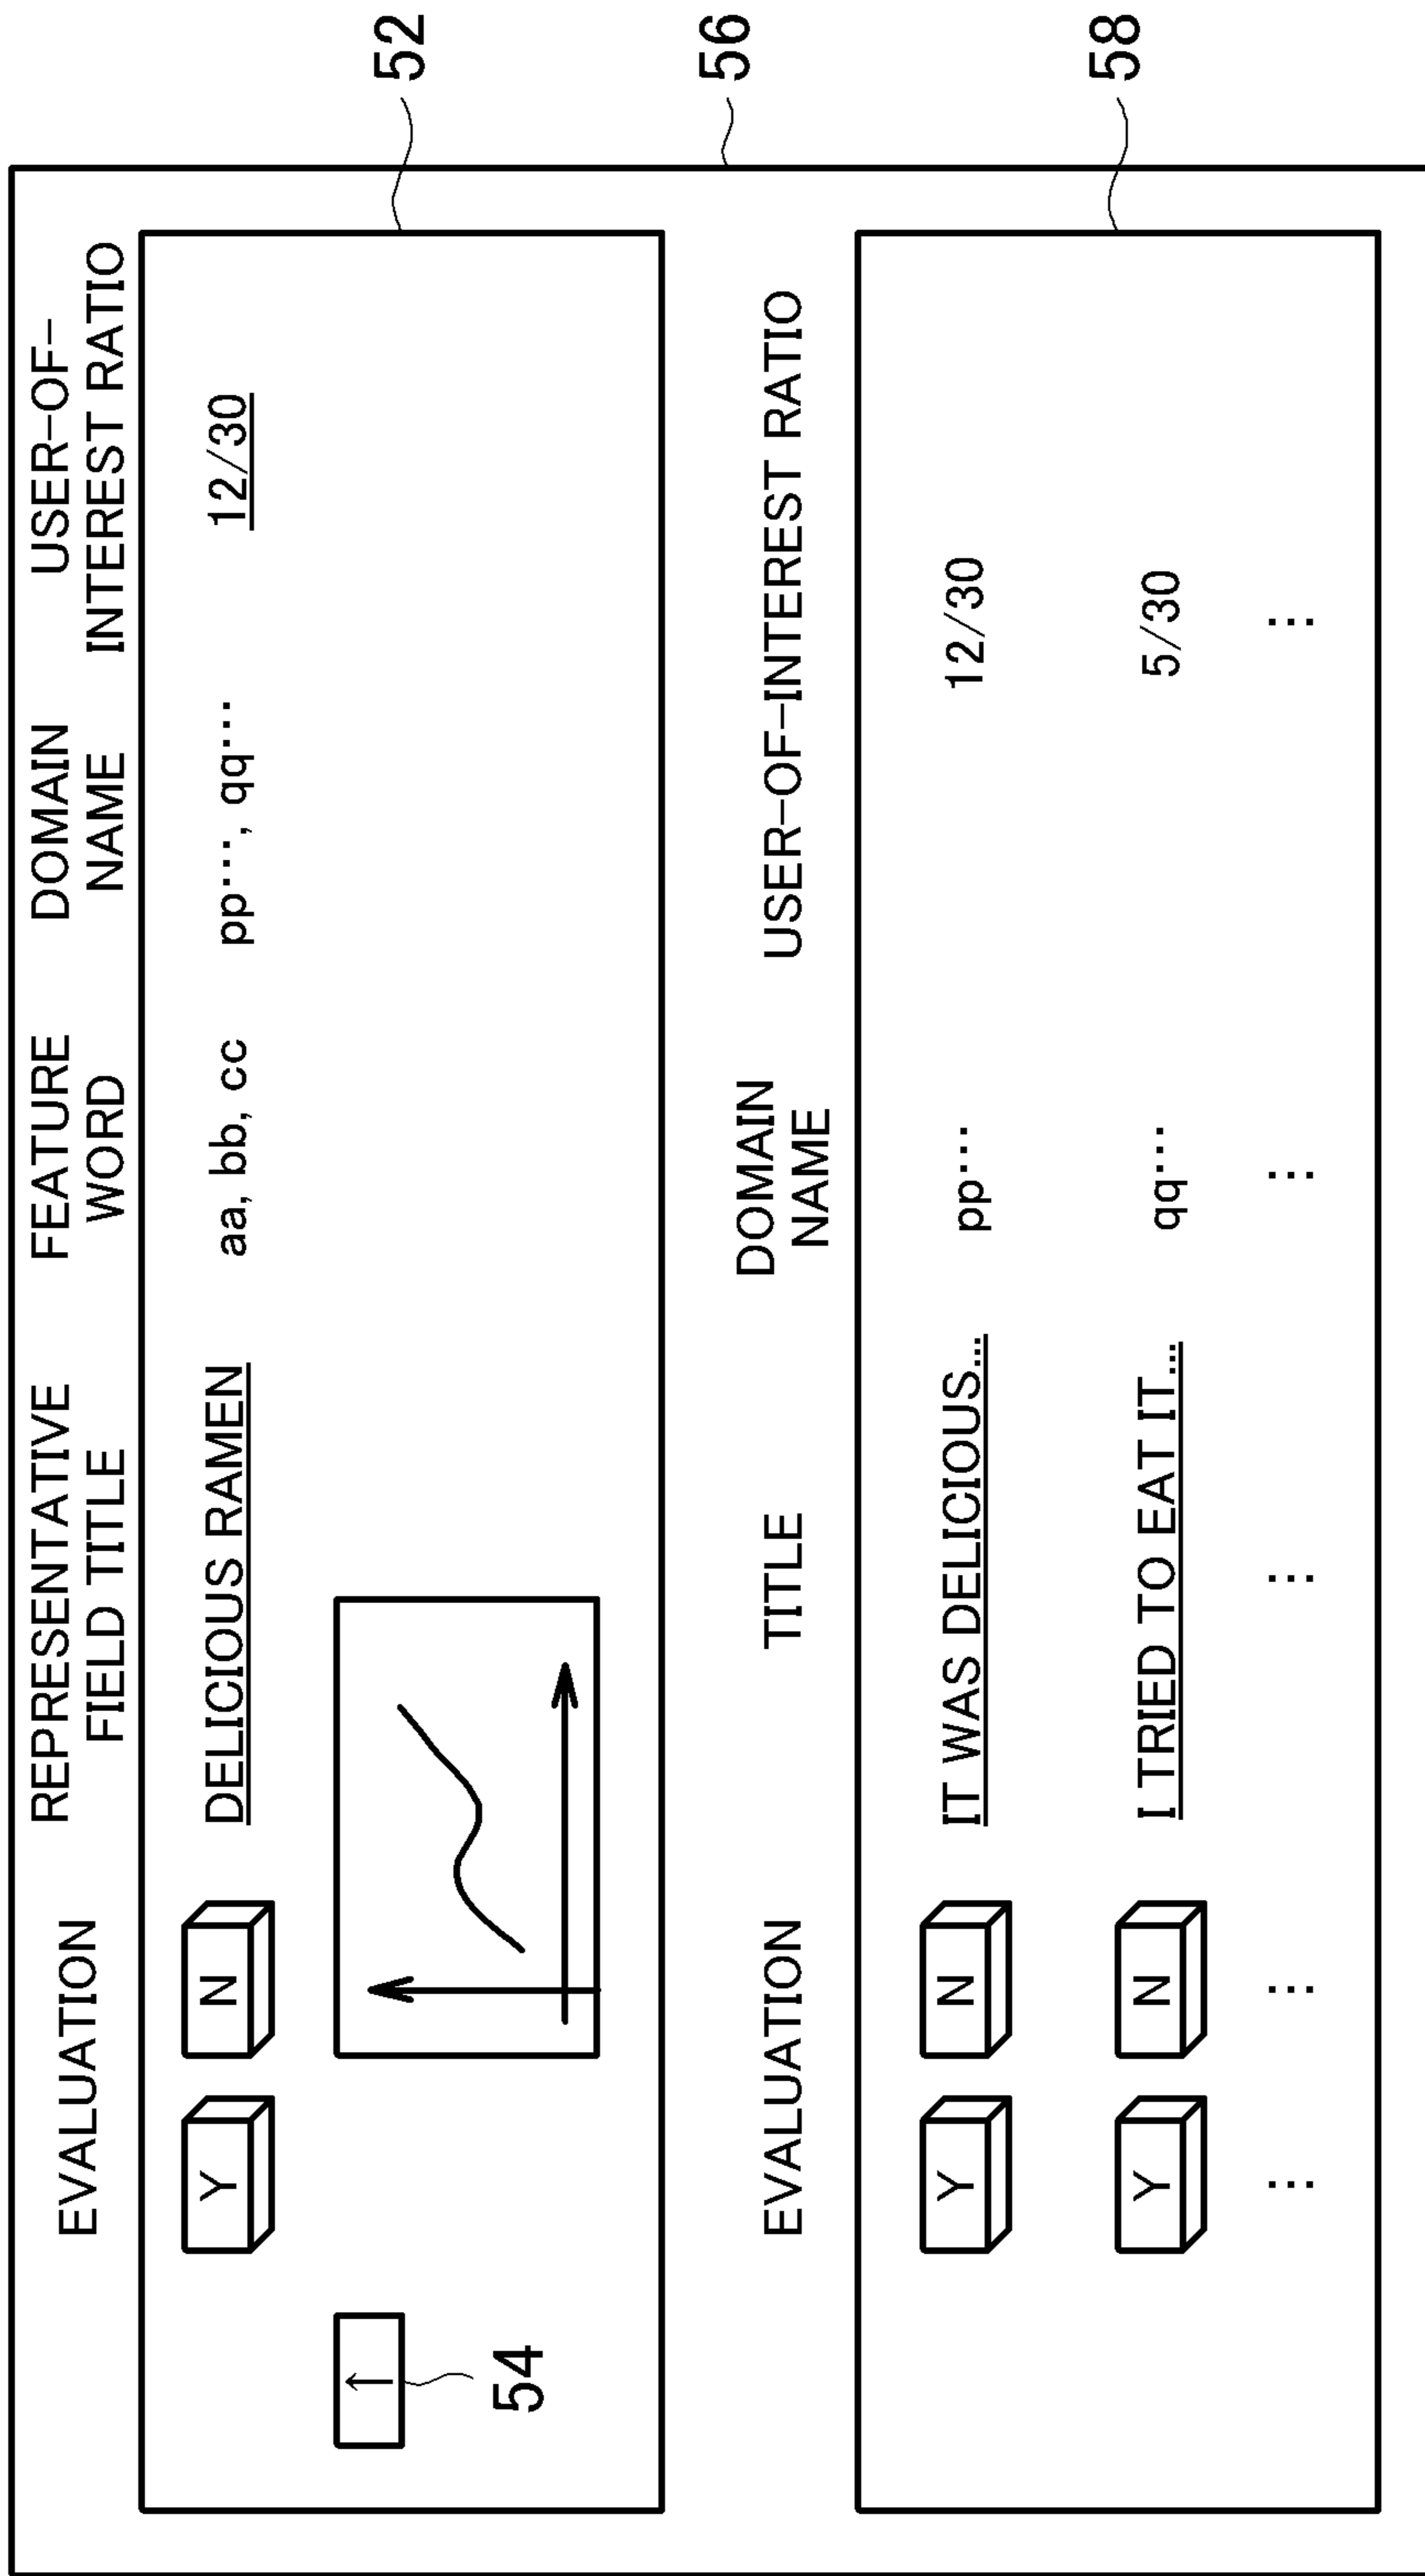 EVALUATION
REPRESENTATIVE
FIELD TITLE
FEATURE
WORD
DOMAIN
NAME
USER-OF-
INTEREST RATIO
Y N DELICIOUS RAMEN aa, bb, cc pp···, qq··· 12/30
↑
54
52
56
EVALUATION
TITLE
DOMAIN
NAME
USER-OF-INTEREST RATIO
Y N IT WAS DELICIOUS... pp··· 12/30
Y N I TRIED TO EAT IT... qq··· 5/30
⋮ ⋮ ⋮ ⋮ ⋮
58